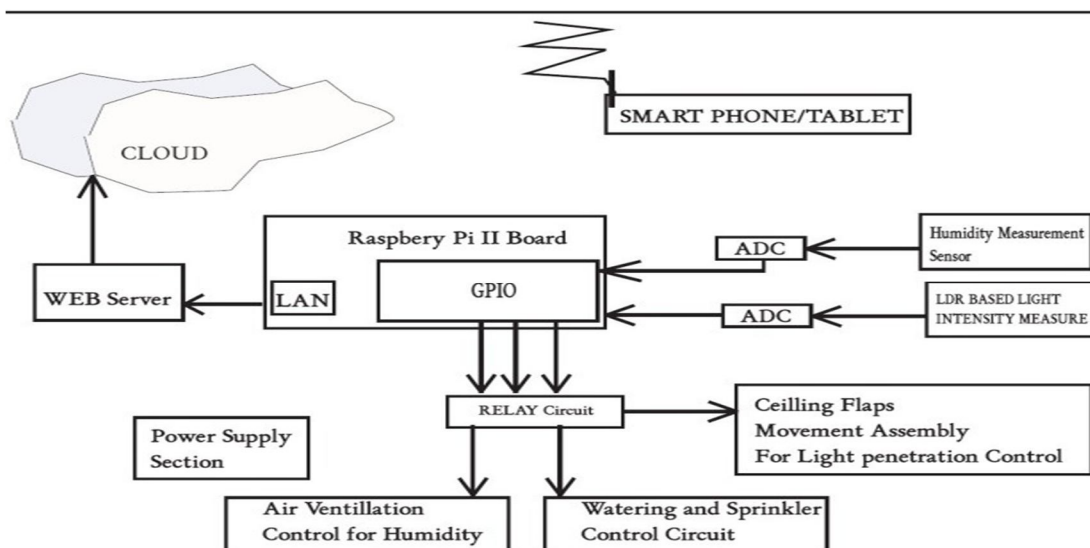 SMART PHONE/TABLET
CLOUD
Raspbery Pi II Board
GPIO
LAN
WEB Server
ADC
Humidity Measurement
Sensor
ADC
LDR BASED LIGHT
INTENSITY MEASURE
RELAY Circuit
Ceilling Flaps
Movement Assembly
For Light penetration Control
Power Supply
Section
Air Ventillation
Control for Humidity
Watering and Sprinkler
Control Circuit